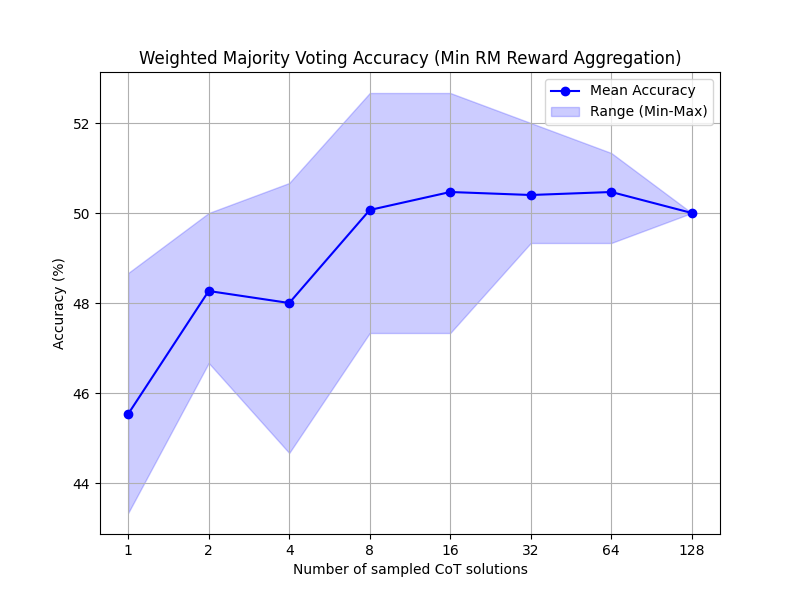 Weighted Majority Voting Accuracy (Min RM Reward Aggregation)
Mean Accuracy
Range (Min-Max)
Accuracy (%)
52
50
48
46
44
1 2 4 8 16 32 64 128
Number of sampled CoT solutions